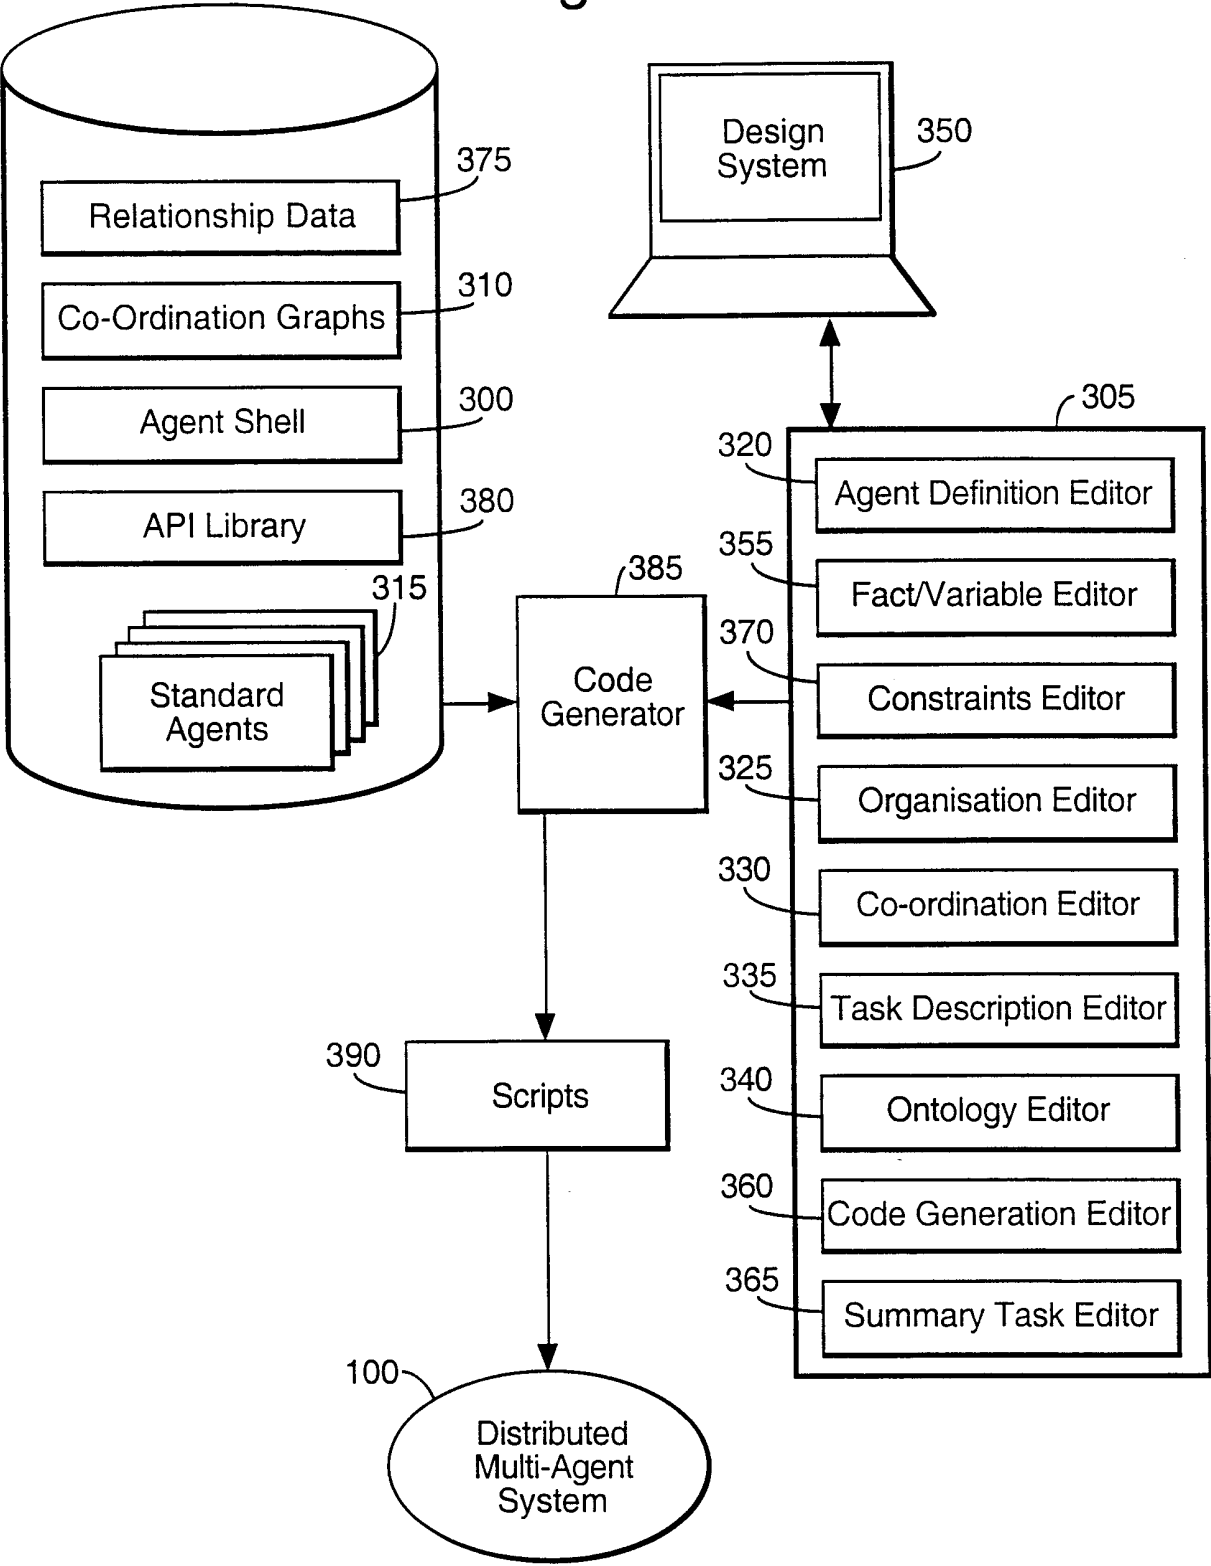 375
Relationship Data
310
Co-Ordination Graphs
300
Agent Shell
380
API Library
315
Standard
Agents
Design
System
350
385
Code
Generator
305
320
Agent Definition Editor
355
Fact/Variable Editor
370
Constraints Editor
325
Organisation Editor
330
Co-ordination Editor
335
Task Description Editor
340
Ontology Editor
360
Code Generation Editor
365
Summary Task Editor
390
Scripts
100
Distributed
Multi-Agent
System